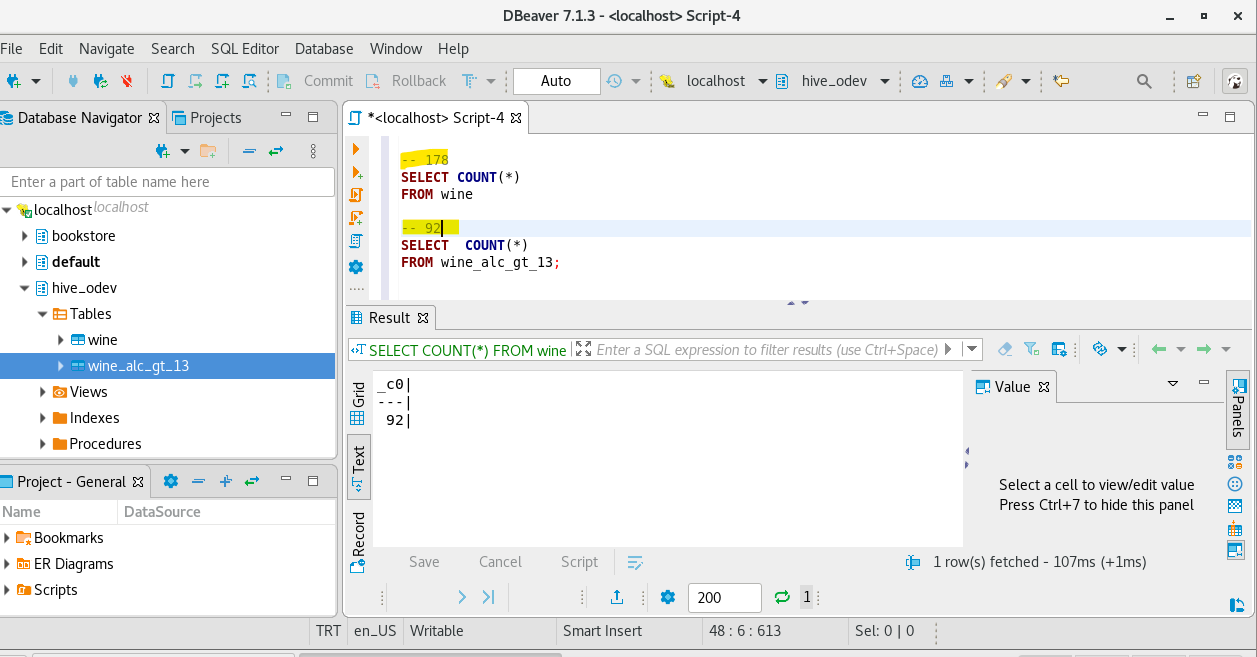 DBeaver 7.1.3 - <localhost> Script-4
File Edit Navigate Search SQL Editor Database Window Help
Commit Rollback Auto localhost hive_odev
Database Navigator Projects
Enter a part of table name here
localhost localhost
bookstore
default
hive_odev
Tables
wine
wine_alc_gt_13
Views
Indexes
Procedures
Project - General
Name DataSource
Bookmarks
ER Diagrams
Scripts
*<localhost> Script-4
-- 178
SELECT COUNT(*)
FROM wine
-- 92
SELECT  COUNT(*)
FROM wine_alc_gt_13;
Result
SELECT COUNT(*) FROM wine Enter a SQL expression to filter results (use Ctrl+Space)
Grid
Text
Record
_c0|
---|
92|
Value
Select a cell to view/edit value
Press Ctrl+7 to hide this panel
Panels
Save Cancel Script 1 row(s) fetched - 107ms (+1ms)
200 1
TRT en_US Writable Smart Insert 48 : 6 : 613 Sel: 0 | 0